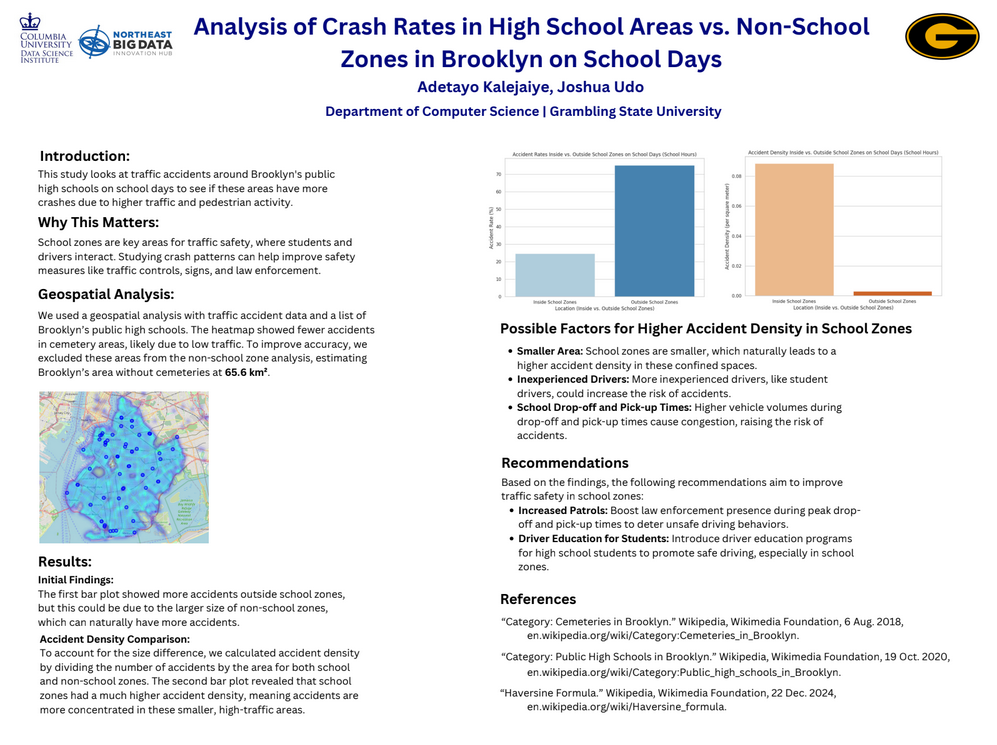 COLUMBIA
UNIVERSITY
DATA SCIENCE
INSTITUTE
NORTHEAST
BIG DATA
INNOVATION HUB
Analysis of Crash Rates in High School Areas vs. Non-School
Zones in Brooklyn on School Days
Adetayo Kalejaiye, Joshua Udo
Department of Computer Science | Grambling State University
G
Introduction:
This study looks at traffic accidents around Brooklyn's public
high schools on school days to see if these areas have more
crashes due to higher traffic and pedestrian activity.
Why This Matters:
School zones are key areas for traffic safety, where students and
drivers interact. Studying crash patterns can help improve safety
measures like traffic controls, signs, and law enforcement.
Geospatial Analysis:
We used a geospatial analysis with traffic accident data and a list of
Brooklyn's public high schools. The heatmap showed fewer accidents
in cemetery areas, likely due to low traffic. To improve accuracy, we
excluded these areas from the non-school zone analysis, estimating
Brooklyn's area without cemeteries at 65.6 km².
Results:
Initial Findings:
The first bar plot showed more accidents outside school zones,
but this could be due to the larger size of non-school zones,
which can naturally have more accidents.
Accident Density Comparison:
To account for the size difference, we calculated accident density
by dividing the number of accidents by the area for both school
and non-school zones. The second bar plot revealed that school
zones had a much higher accident density, meaning accidents are
more concentrated in these smaller, high-traffic areas.
Accident Rates Inside vs. Outside School Zones on School Days (School Hours)
Accident Rate (%)
70
60
50
40
30
20
10
0
Inside School Zones
Outside School Zones
Location (Inside vs. Outside School Zones)
Accident Density Inside vs. Outside School Zones on School Days (School Hours)
Accident Density (per square meter)
0.08
0.06
0.04
0.02
0.00
Inside School Zones
Outside School Zones
Location (Inside vs. Outside School Zones)
Possible Factors for Higher Accident Density in School Zones
• Smaller Area: School zones are smaller, which naturally leads to a
higher accident density in these confined spaces.
• Inexperienced Drivers: More inexperienced drivers, like student
drivers, could increase the risk of accidents.
• School Drop-off and Pick-up Times: Higher vehicle volumes during
drop-off and pick-up times cause congestion, raising the risk of
accidents.
Recommendations
Based on the findings, the following recommendations aim to improve
traffic safety in school zones:
• Increased Patrols: Boost law enforcement presence during peak drop-
off and pick-up times to deter unsafe driving behaviors.
• Driver Education for Students: Introduce driver education programs
for high school students to promote safe driving, especially in school
zones.
References
“Category: Cemeteries in Brooklyn.” Wikipedia, Wikimedia Foundation, 6 Aug. 2018,
en.wikipedia.org/wiki/Category:Cemeteries_in_Brooklyn.
“Category: Public High Schools in Brooklyn.” Wikipedia, Wikimedia Foundation, 19 Oct. 2020,
en.wikipedia.org/wiki/Category:Public_high_schools_in_Brooklyn.
“Haversine Formula.” Wikipedia, Wikimedia Foundation, 22 Dec. 2024,
en.wikipedia.org/wiki/Haversine_formula.